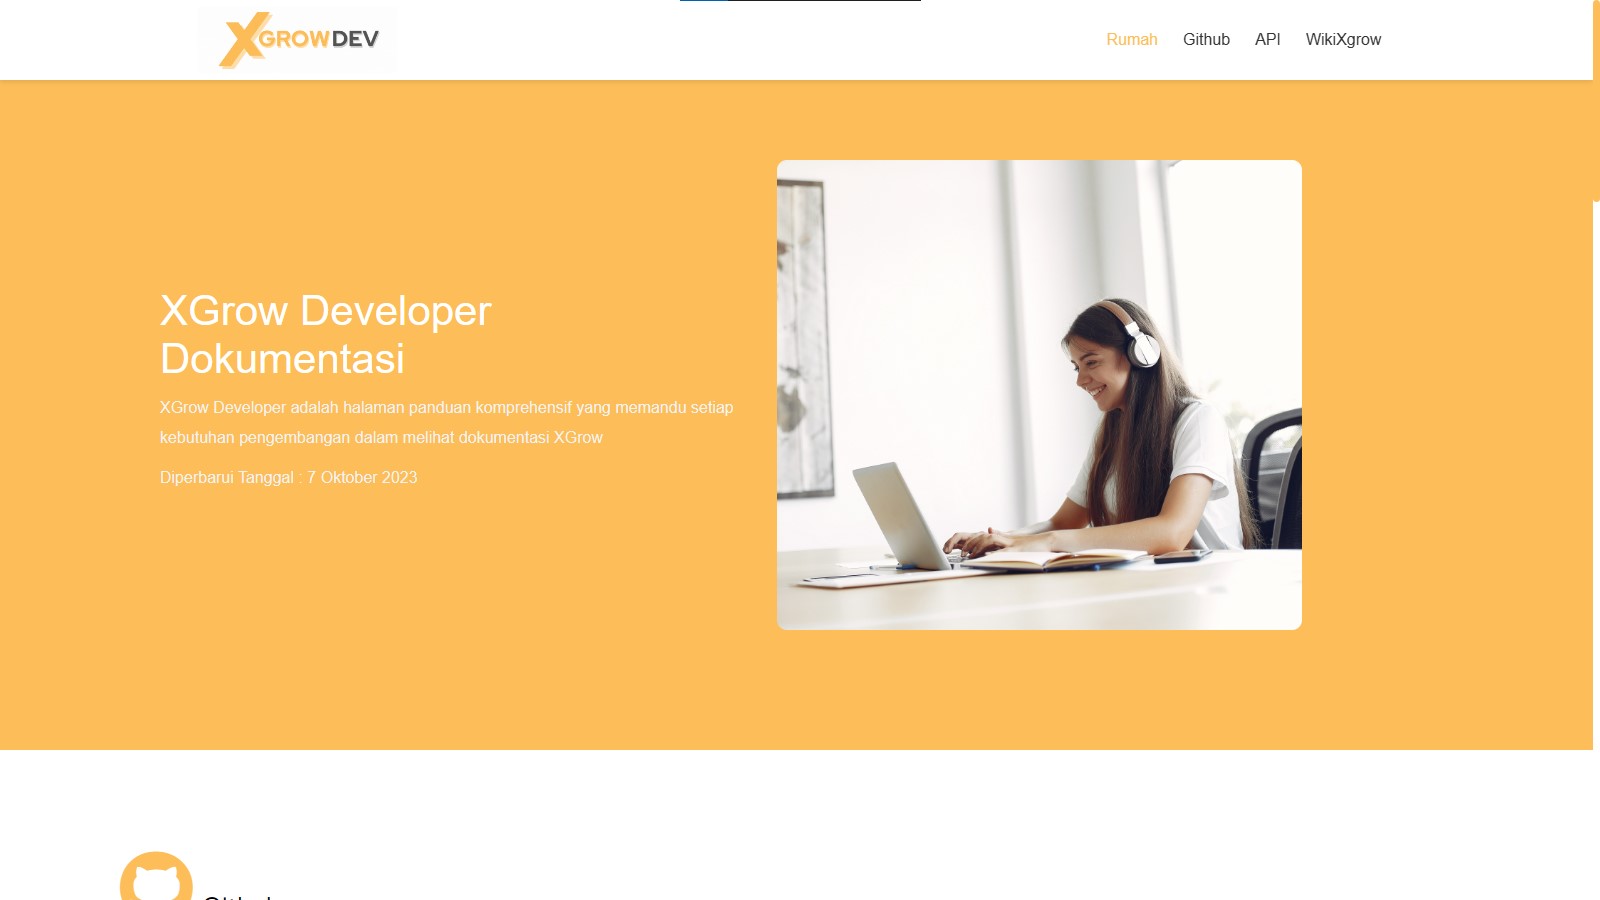 XGROWDEV
Rumah
Github
API
WikiXgrow
XGrow Developer
Dokumentasi
XGrow Developer adalah halaman panduan komprehensif yang memandu setiap
kebutuhan pengembangan dalam melihat dokumentasi XGrow
Diperbarui Tanggal : 7 Oktober 2023
Github